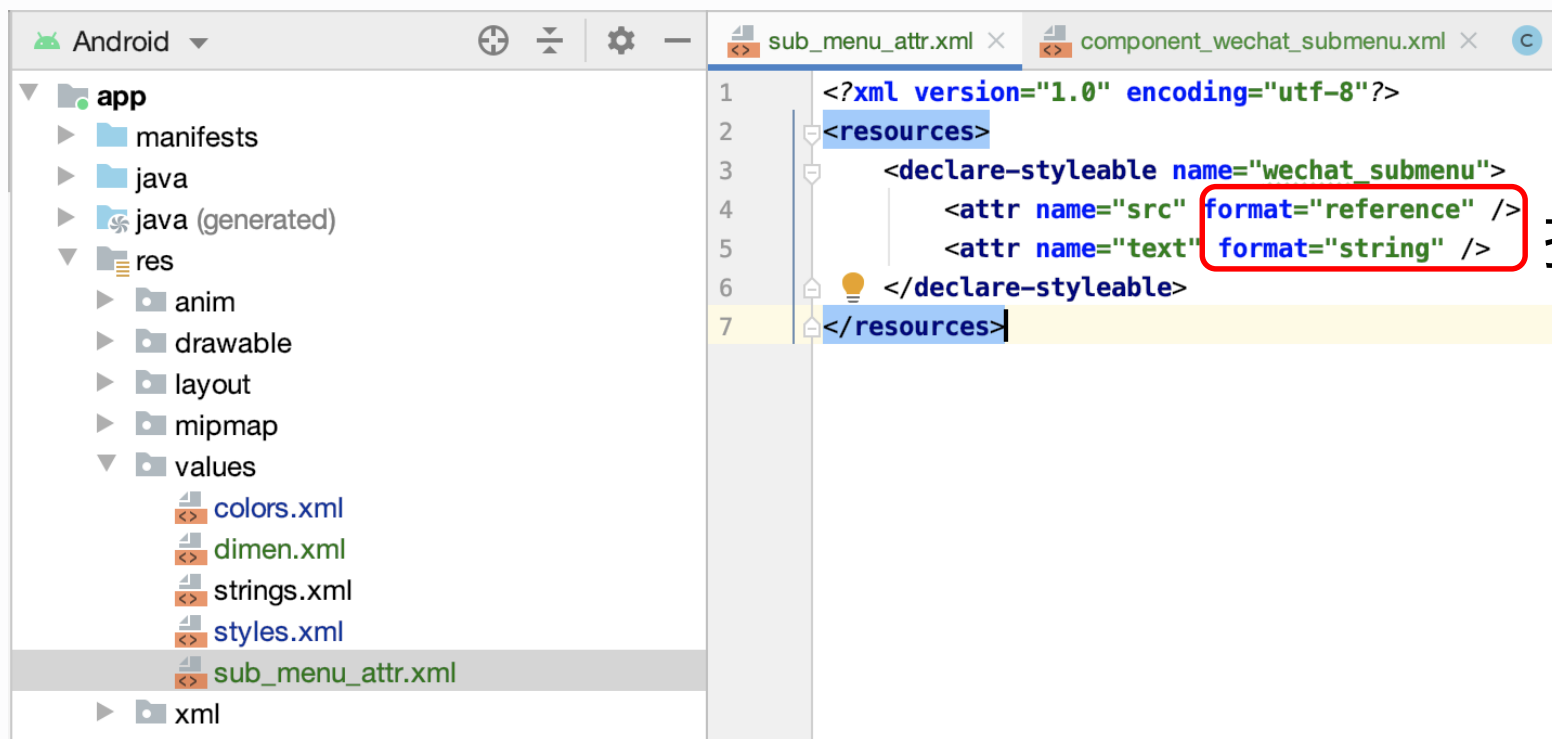 Android
app
manifests
java
java (generated)
res
anim
drawable
layout
mipmap
values
colors.xml
dimen.xml
strings.xml
styles.xml
sub_menu_attr.xml
xml
sub_menu_attr.xml
component_wechat_submenu.xml
C
1 <?xml version="1.0" encoding="utf-8"?>
2 <resources>
3 <declare-styleable name="wechat_submenu">
4 <attr name="src" format="reference" />
5 <attr name="text" format="string" />
6 </declare-styleable>
7 </resources>